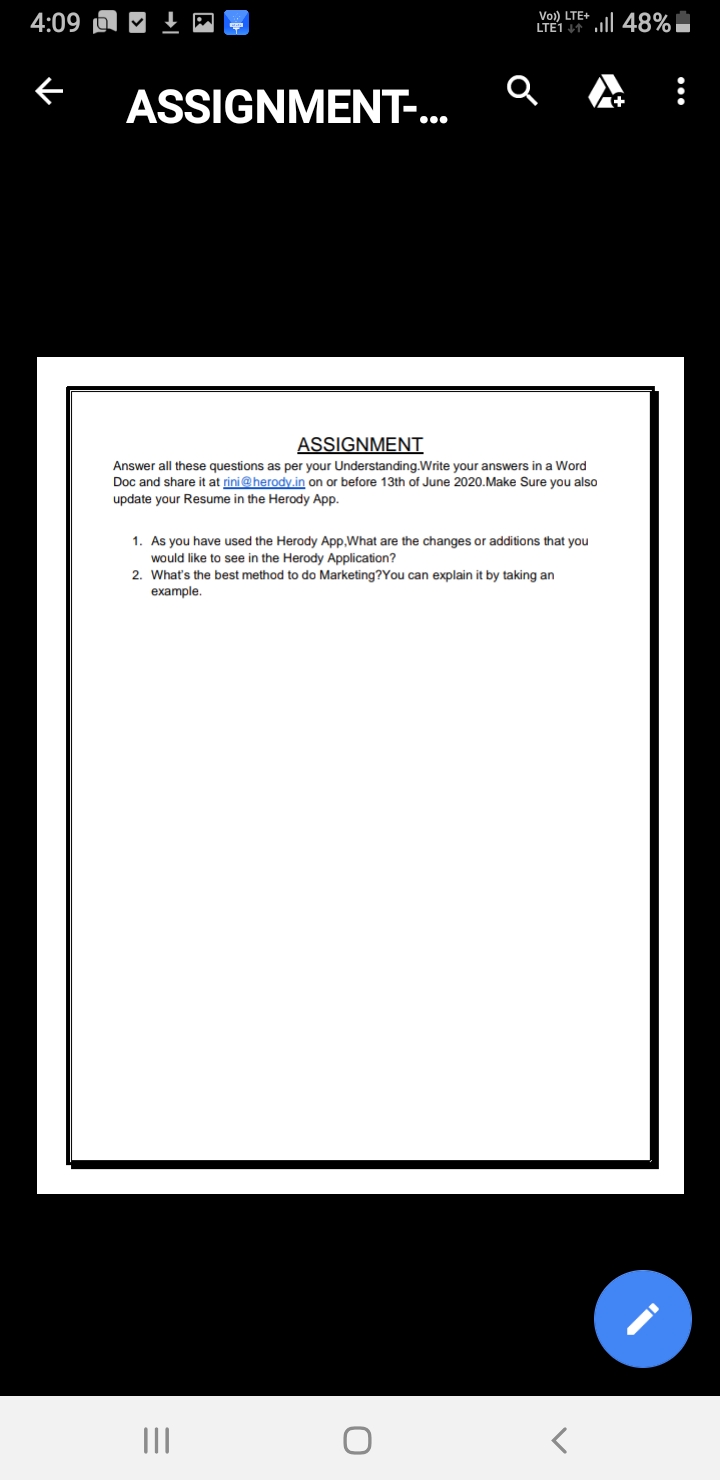 4:09
Vo)) LTE+
LTE1
48%
ASSIGNMENT-...
ASSIGNMENT
Answer all these questions as per your Understanding.Write your answers in a Word
Doc and share it at rini@herody.in on or before 13th of June 2020.Make Sure you also
update your Resume in the Herody App.
1. As you have used the Herody App,What are the changes or additions that you
would like to see in the Herody Application?
2. What's the best method to do Marketing?You can explain it by taking an
example.